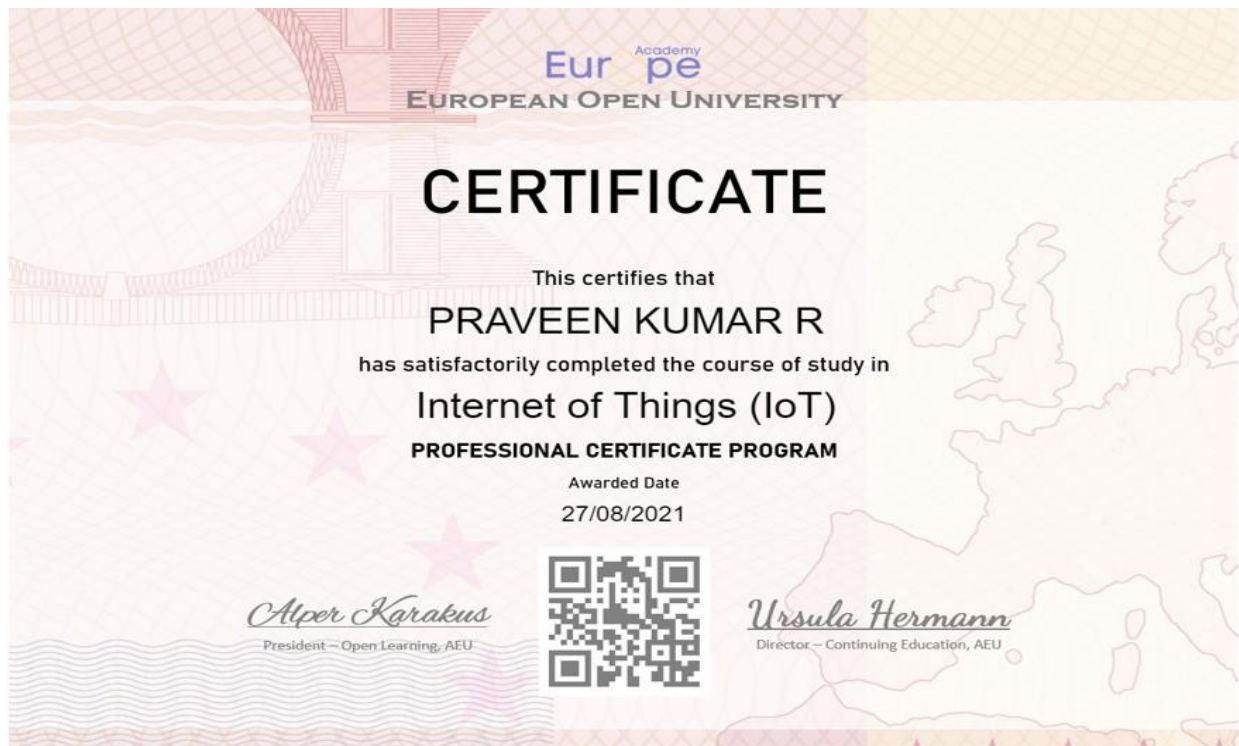 Academy
Eur pe
EUROPEAN OPEN UNIVERSITY
CERTIFICATE
This certifies that
PRAVEEN KUMAR R
has satisfactorily completed the course of study in
Internet of Things (IoT)
PROFESSIONAL CERTIFICATE PROGRAM
Awarded Date
27/08/2021
Alper Karakus
President – Open Learning, AEU
Ursula Hermann
Director – Continuing Education, AEU